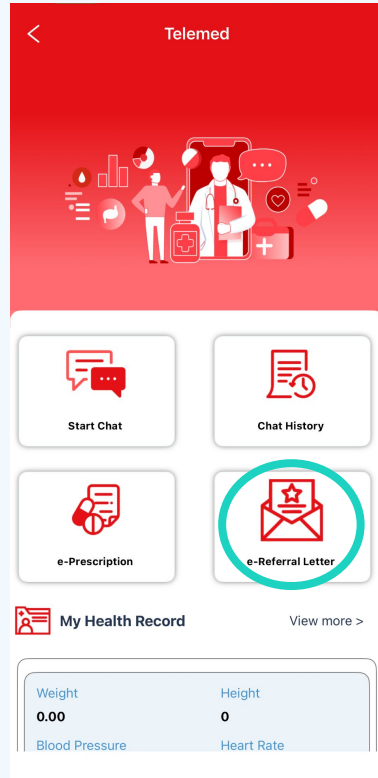 Telemed
Start Chat
Chat History
e-Prescription
e-Referral Letter
My Health Record
View more >
Weight
Height
0.00
0
Blood Pressure
Heart Rate